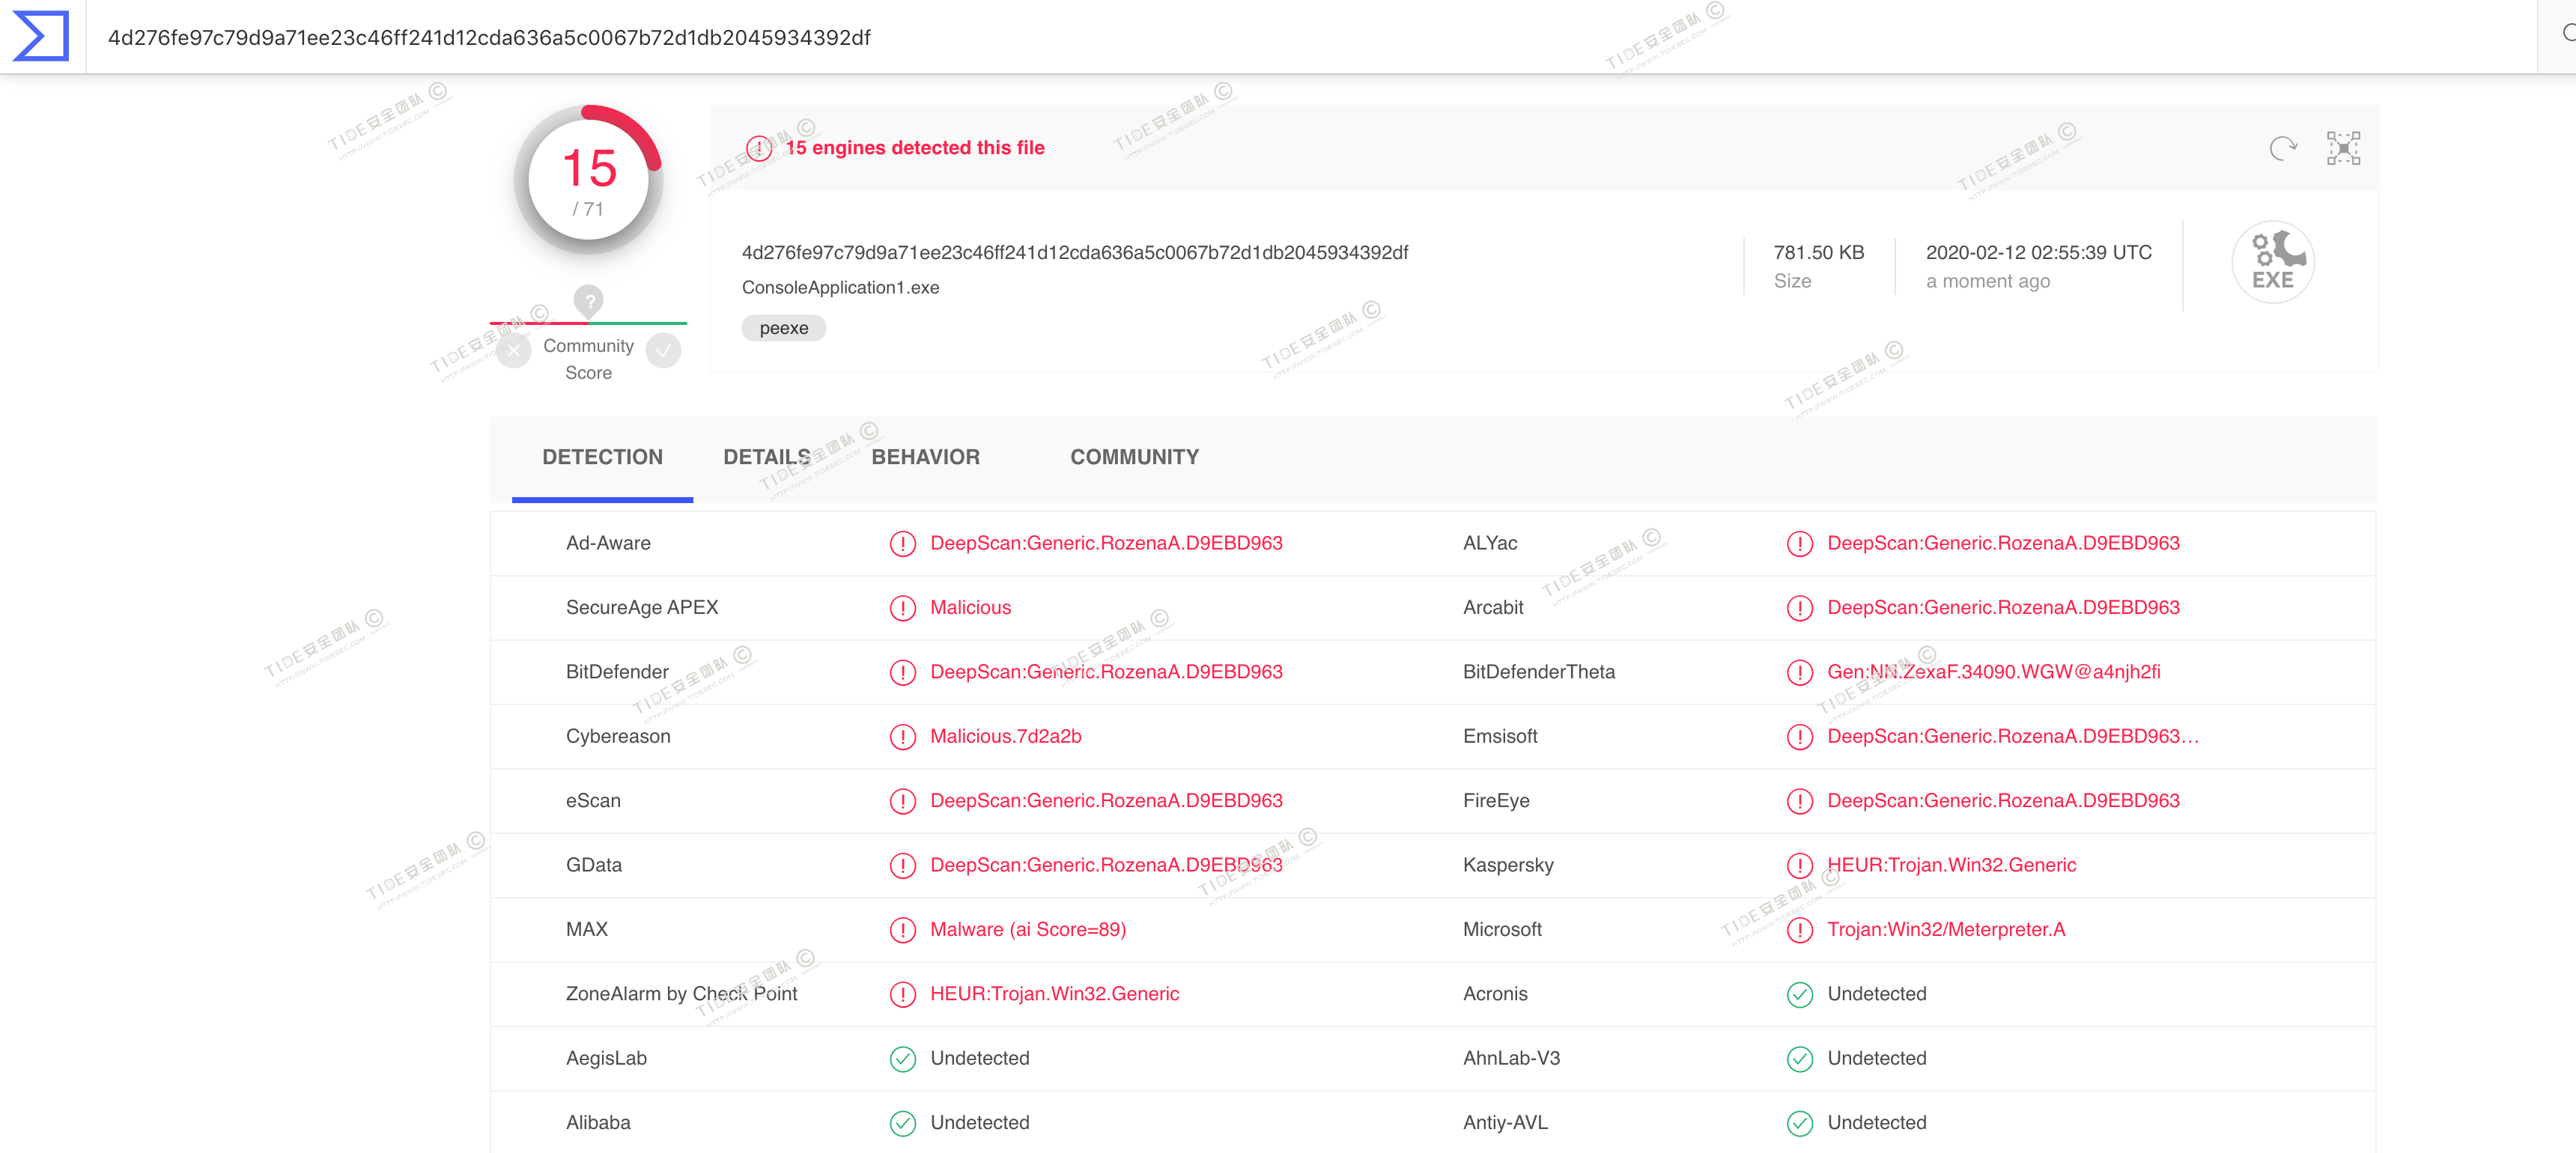 4d276fe97c79d9a71ee23c46ff241d12cda636a5c0067b72d1db2045934392df
15
/ 71
15 engines detected this file
4d276fe97c79d9a71ee23c46ff241d12cda636a5c0067b72d1db2045934392df
ConsoleApplication1.exe
peexe
781.50 KB
Size
2020-02-12 02:55:39 UTC
a moment ago
EXE
?
Community
Score
DETECTION DETAILS BEHAVIOR COMMUNITY
Ad-Aware DeepScan:Generic.RozenaA.D9EBD963 ALYac DeepScan:Generic.RozenaA.D9EBD963
SecureAge APEX Malicious Arcabit DeepScan:Generic.RozenaA.D9EBD963
BitDefender DeepScan:Generic.RozenaA.D9EBD963 BitDefenderTheta Gen:NN.ZexaF.34090.WGW@a4njh2fi
Cybereason Malicious.7d2a2b Emsisoft DeepScan:Generic.RozenaA.D9EBD963…
eScan DeepScan:Generic.RozenaA.D9EBD963 FireEye DeepScan:Generic.RozenaA.D9EBD963
GData DeepScan:Generic.RozenaA.D9EBD963 Kaspersky HEUR:Trojan.Win32.Generic
MAX Malware (ai Score=89) Microsoft Trojan:Win32/Meterpreter.A
ZoneAlarm by Check Point HEUR:Trojan.Win32.Generic Acronis Undetected
AegisLab Undetected AhnLab-V3 Undetected
Alibaba Undetected Antiy-AVL Undetected
TIDE安全团队 ©
HTTP://WWW.TIDESEC.COM